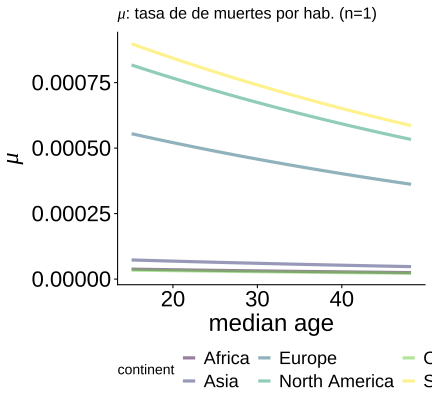 μ: tasa de de muertes por hab. (n=1)
0.00075
0.00050
0.00025
0.00000
μ
20 30 40
median age
continent
Africa Europe
Asia North America